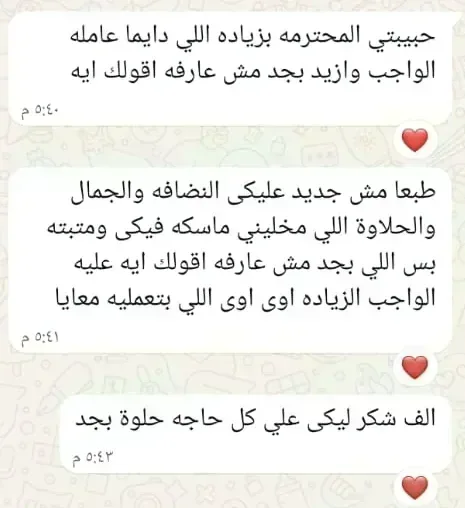 حبيبتي المحترمه بزياده اللي دايما عامله
الواجب وازيد بجد مش عارفه اقولك ايه
٥:٤٠ م
طبعا مش جديد عليكى النضافه والجمال
والحلاوة اللي مخليني ماسكه فيكى ومتبته
بس اللي بجد مش عارفه اقولك ايه عليه
الواجب الزياده اوى اوى اللي بتعمليه معايا
٥:٤١ م
الف شكر ليكى علي كل حاجه حلوة بجد
٥:٤٣ م